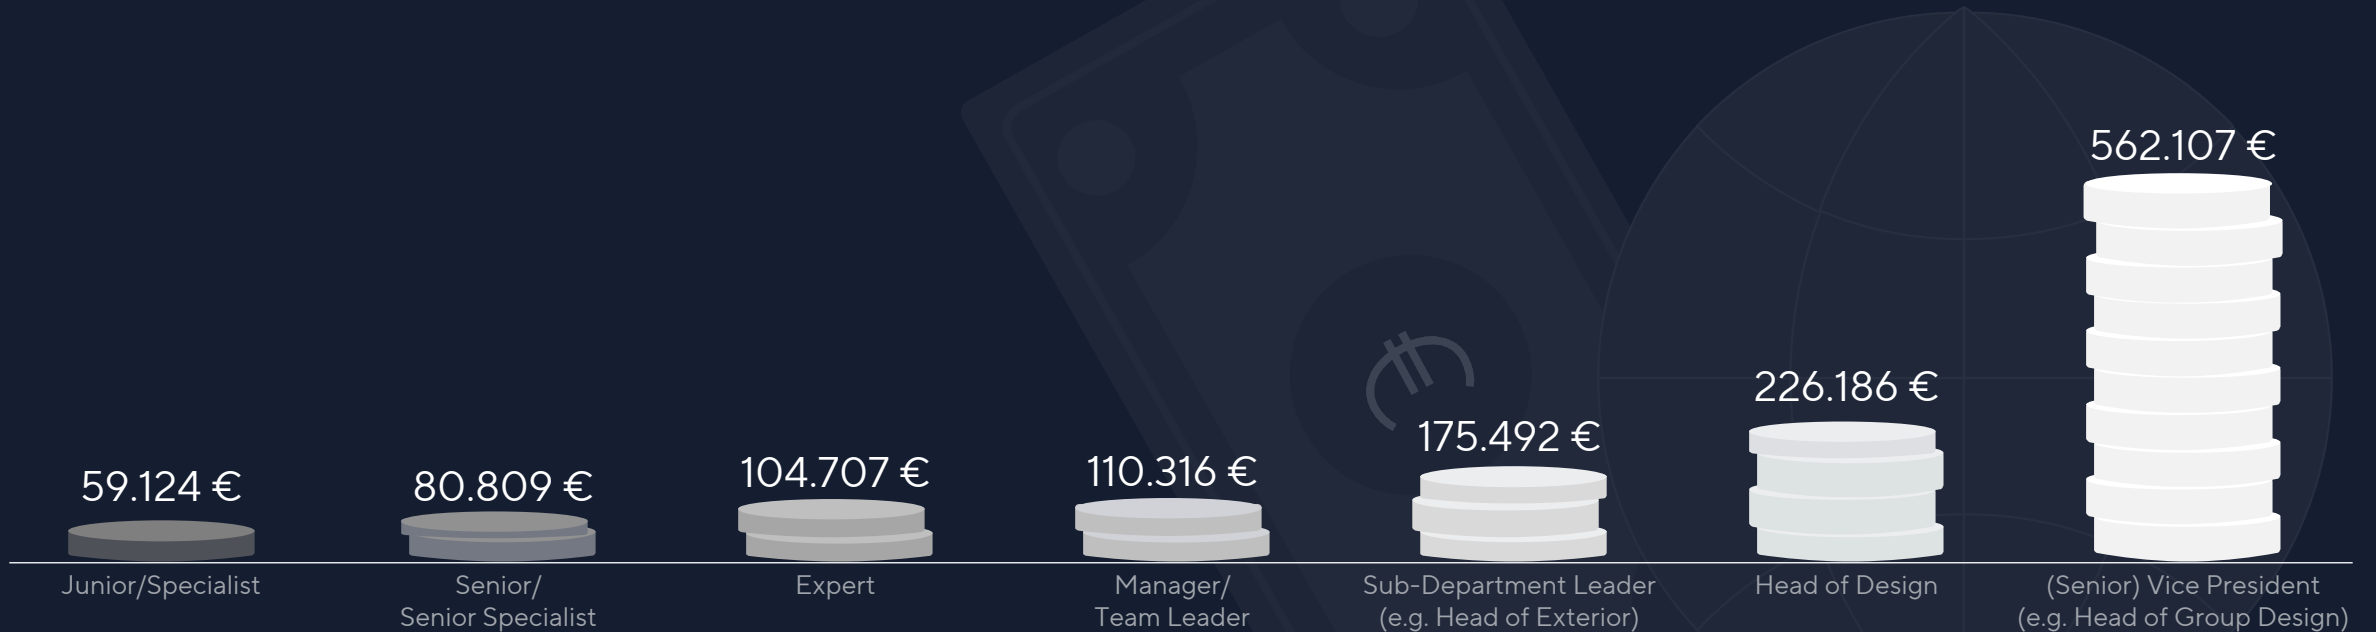 562.107 €
226.186 €
175.492 €
59.124 €
80.809 €
104.707 €
110.316 €
Junior/Specialist
Senior/
Senior Specialist
Expert
Manager/
Team Leader
Sub-Department Leader
(e.g. Head of Exterior)
Head of Design
(Senior) Vice President
(e.g. Head of Group Design)